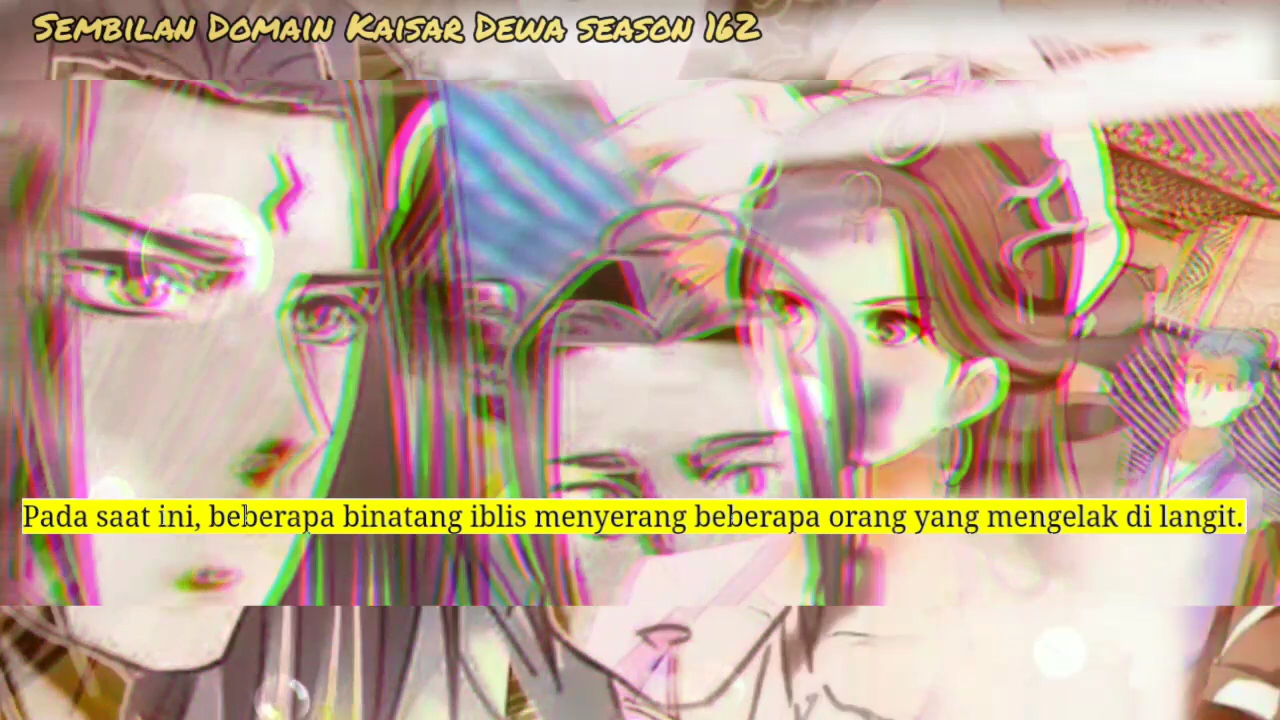 Sembilan Domain Kaisar Dewa season 162
Pada saat ini, beberapa binatang iblis menyerang beberapa orang yang mengelak di langit.